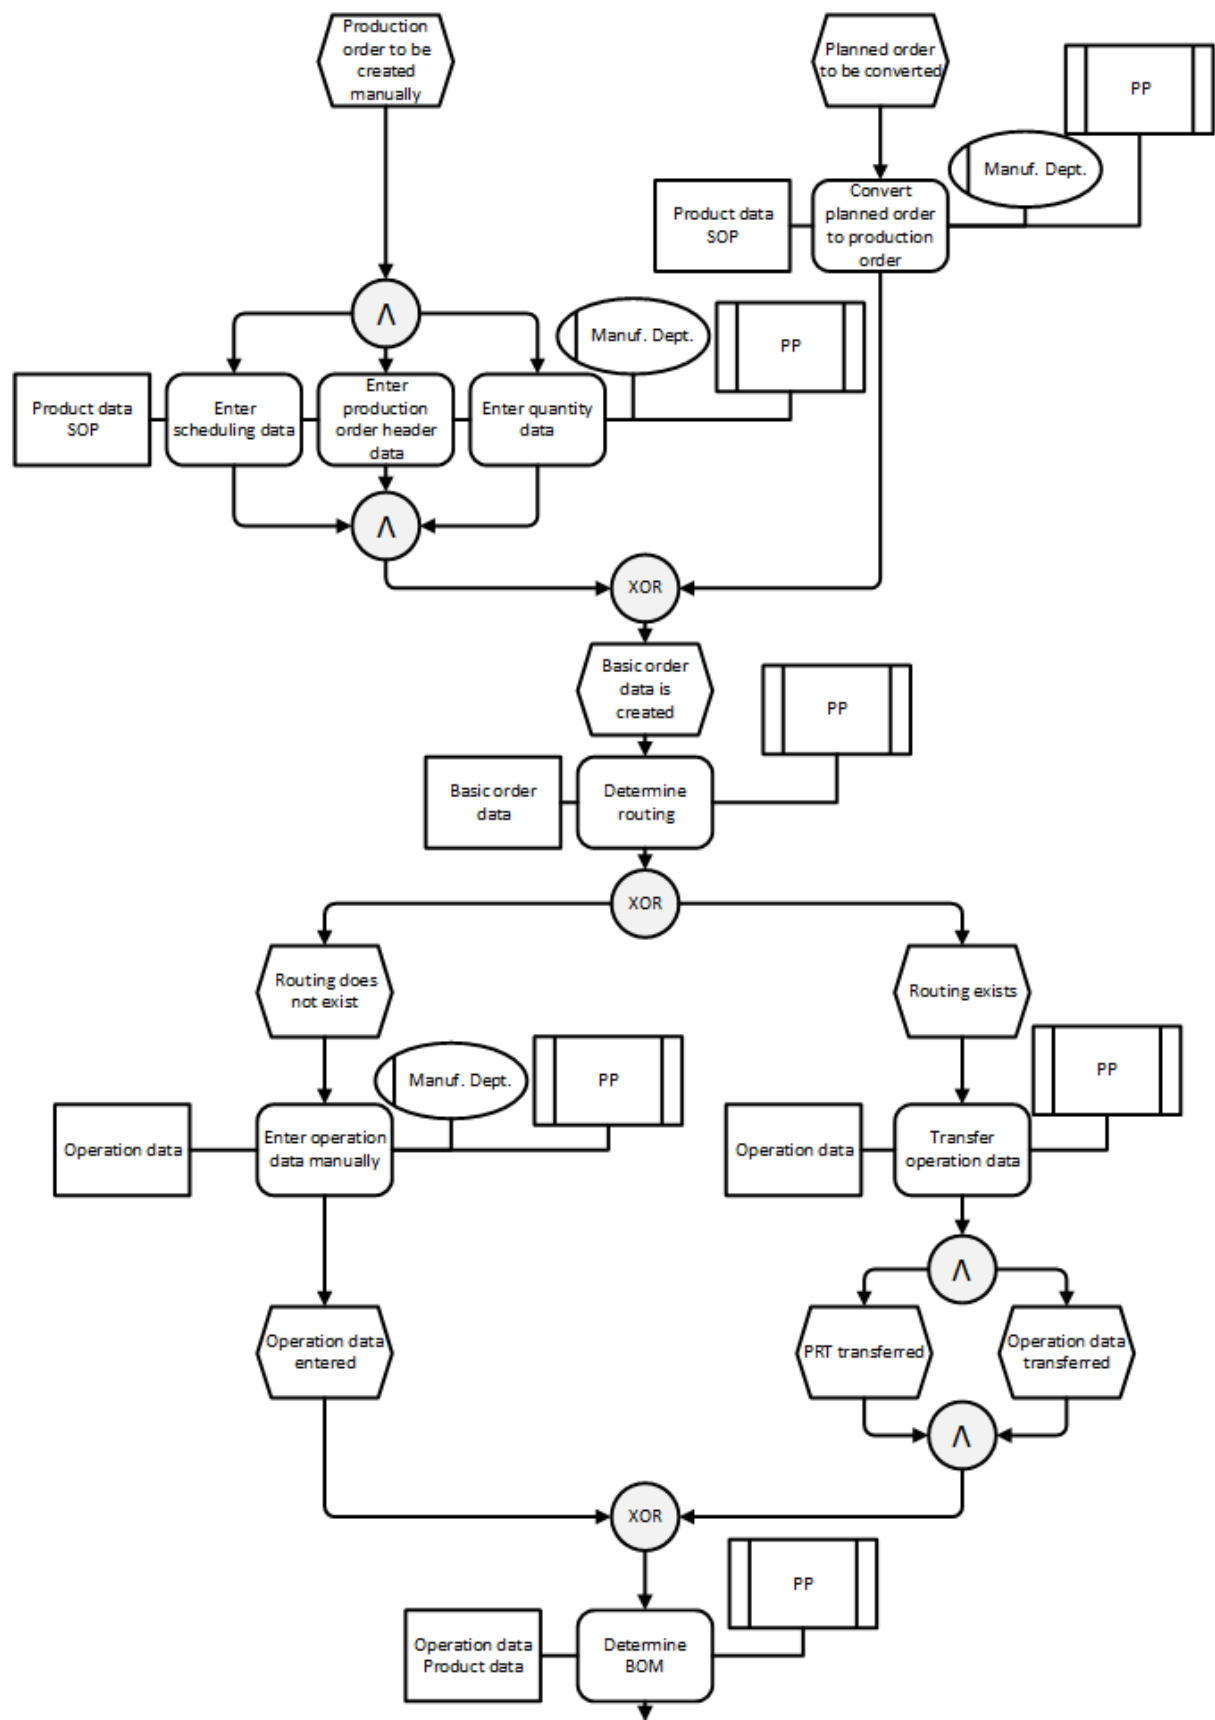 Production
order to be
created
manually
Planned order
to be converted
PP
Manuf. Dept.
Product data
SOP
Convert
planned order
to production
order
Λ
Manuf. Dept.
PP
Product data
SOP
Enter
scheduling data
Enter
production
order header
data
Enter quantity
data
Λ
XOR
Basic order
data is
created
PP
Basic order
data
Determine
routing
XOR
Routing does
not exist
Routing exists
Manuf. Dept.
PP
PP
Operation data
Enter operation
data manually
Operation data
Transfer
operation data
Λ
Operation data
entered
PRT transferred
Operation data
transferred
Λ
XOR
PP
Operation data
Product data
Determine
BOM